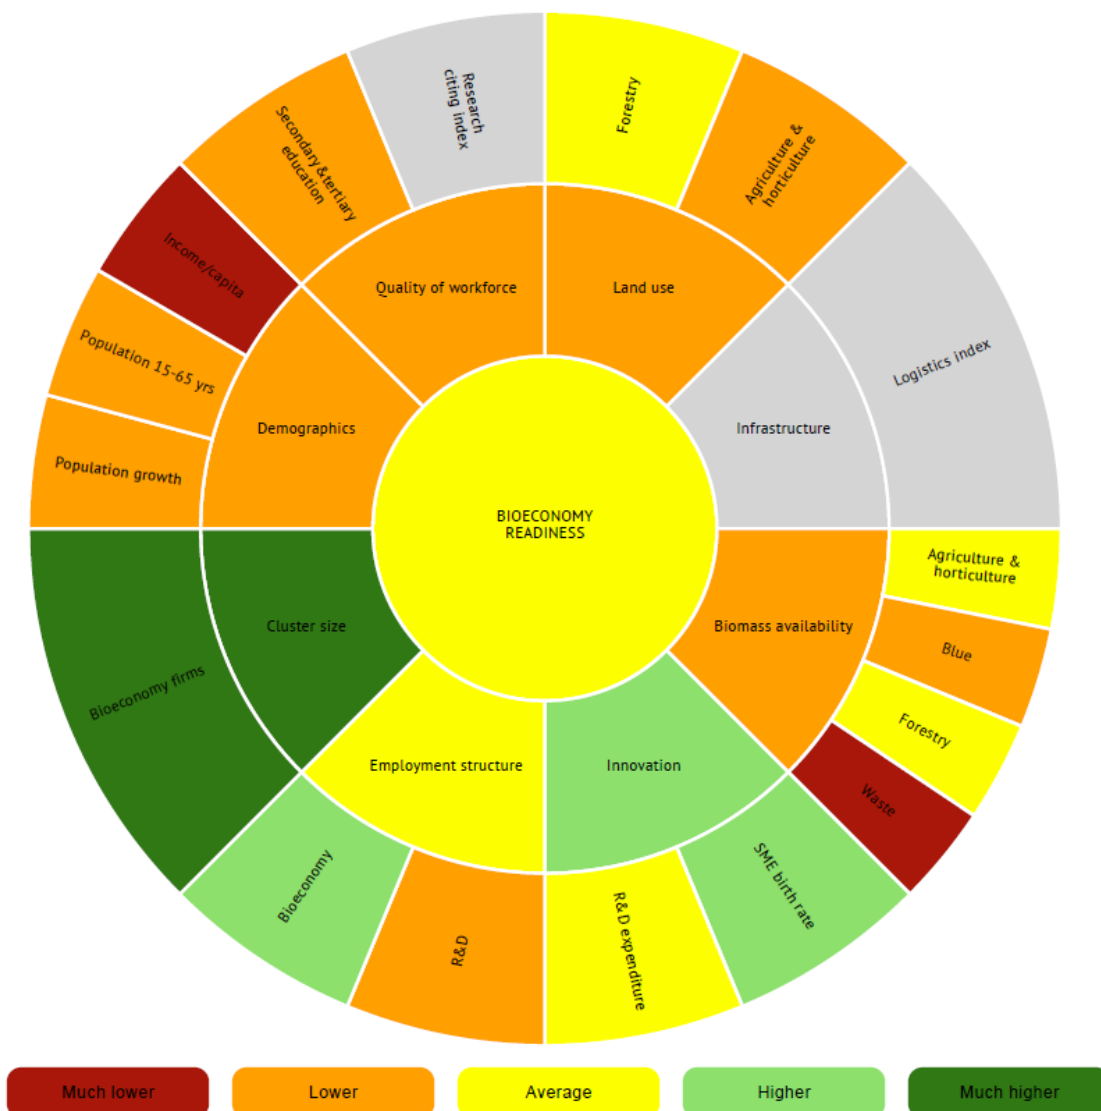 Research
citing index
Forestry
Secondary&tertiary
education
Agriculture &
horticulture
Income/capita
Quality of workforce
Land use
Population 15-65 yrs
Logistics index
Demographics
Infrastructure
Population growth
BIOECONOMY
READINESS
Agriculture &
horticulture
Cluster size
Biomass availability
Blue
Bioeconomy firms
Forestry
Employment structure
Innovation
Waste
Bioeconomy
SME birth rate
R&D
R&D expenditure
Much lower
Lower
Average
Higher
Much higher